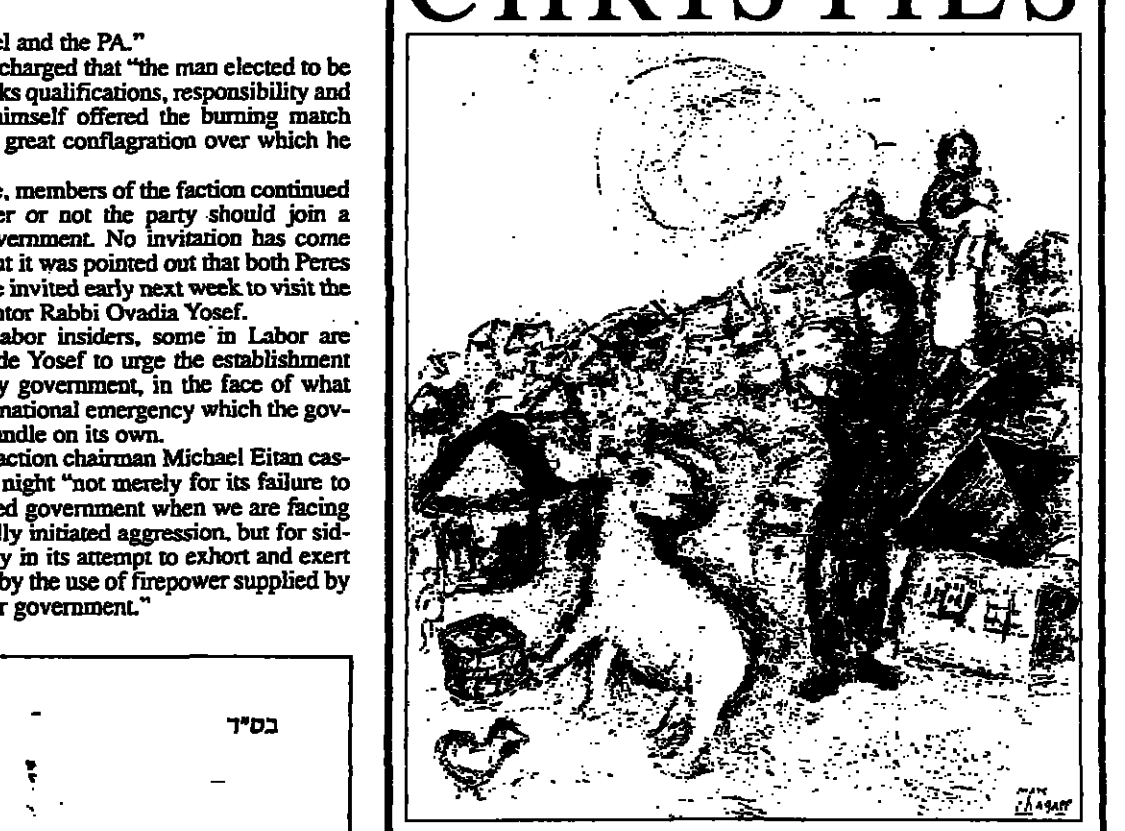 el and the PA."
charged that "the man elected to be
ks qualifications, responsibility and
himself offered the burning match
great conflagration over which he
e, members of the faction continued
er or not the party should join a
vernment. No invitation has come
ut it was pointed out that both Peres
e invited early next week to visit the
ntor Rabbi Ovadia Yosef.
abor insiders, some in Labor are
de Yosef to urge the establishment
y government, in the face of what
national emergency which the gov-
ndle on its own.
action chairman Michael Eitan cas-
night "not merely for its failure to
ed government when we are facing
lly initiated aggression, but for sid-
y in its attempt to exhort and exert
by the use of firepower supplied by
r government."
בס"ד
CHRISTIE'S
Marc
Chagall